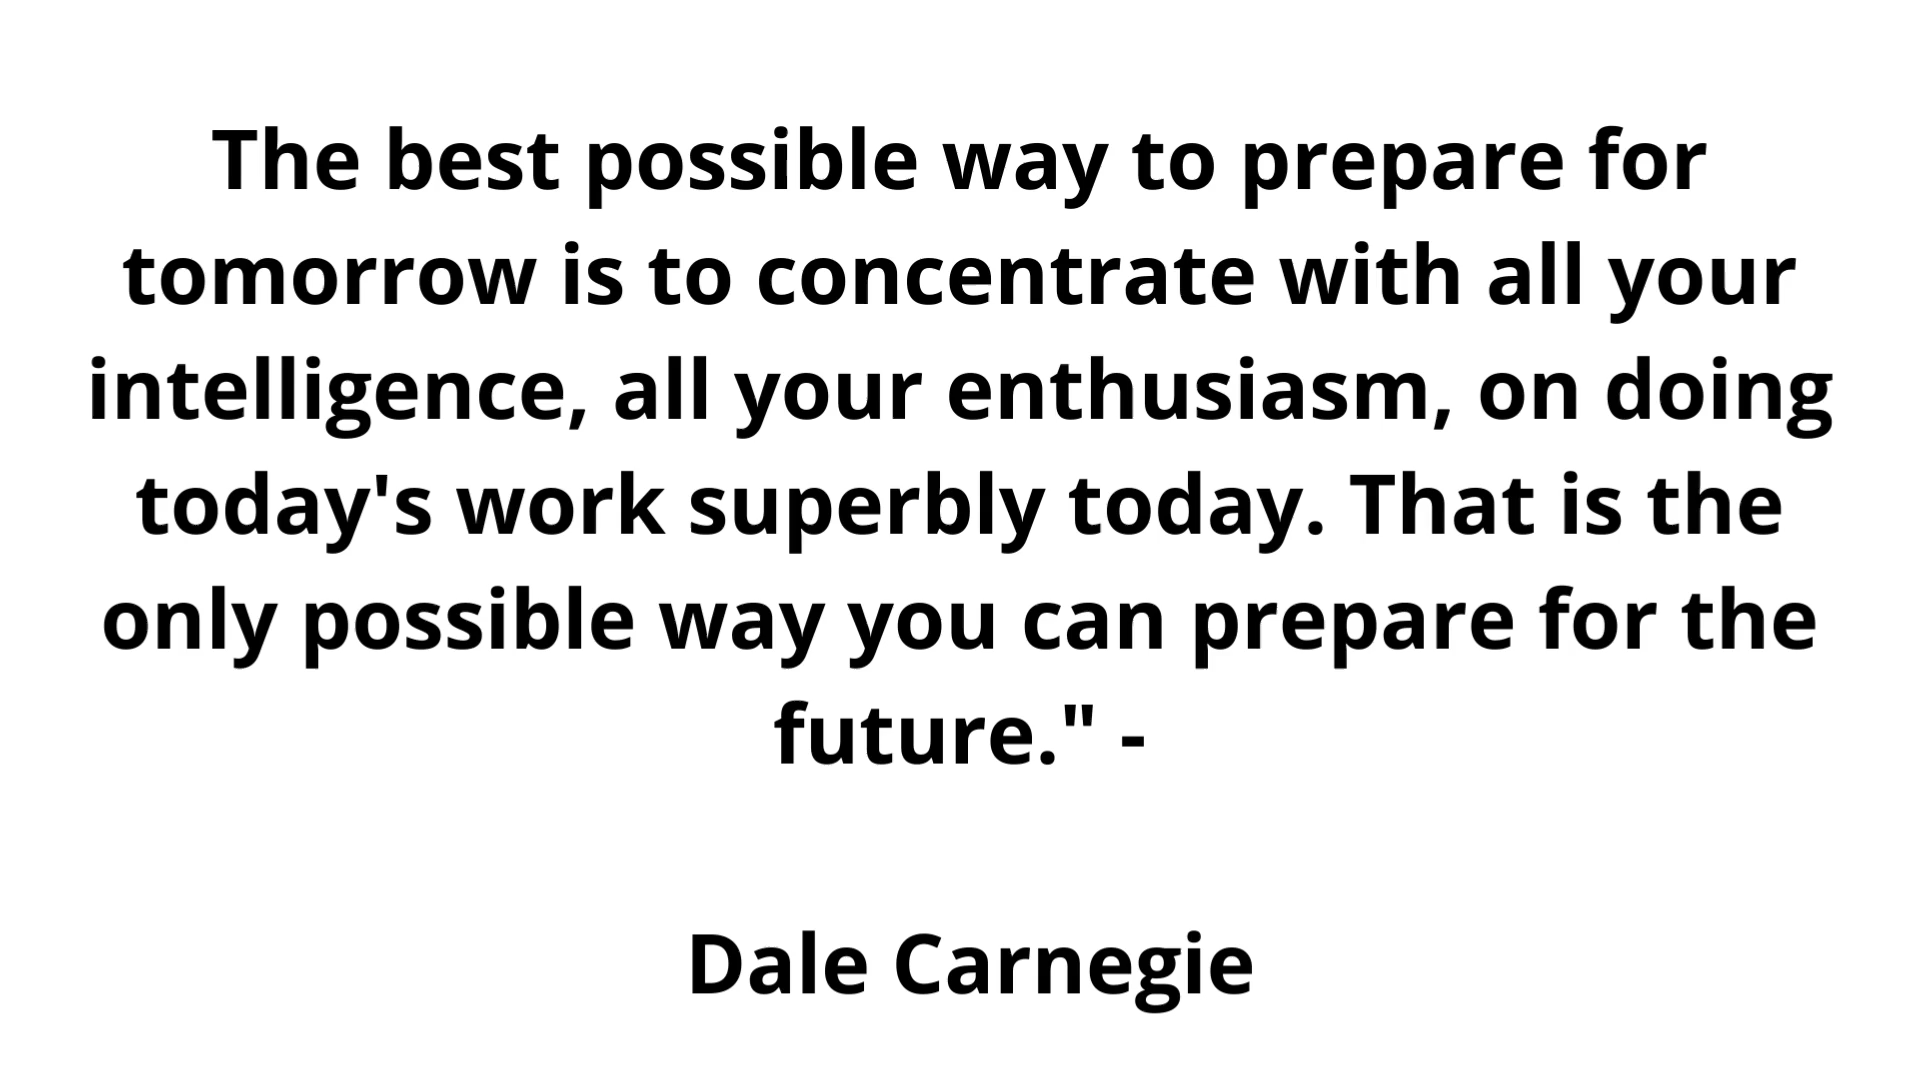 The best possible way to prepare for
tomorrow is to concentrate with all your
intelligence, all your enthusiasm, on doing
today's work superbly today. That is the
only possible way you can prepare for the
future." -
Dale Carnegie